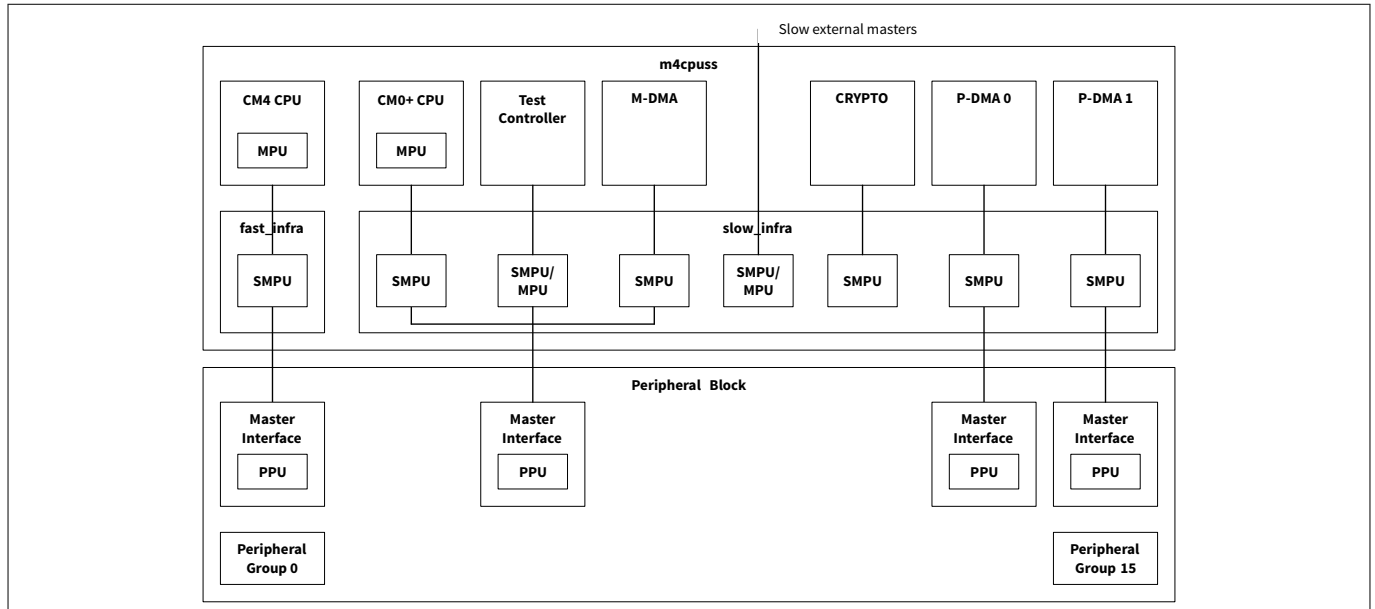 Slow external masters
m4cpuss
CM4 CPU
MPU
CM0+ CPU
MPU
Test
Controller
M-DMA
CRYPTO
P-DMA 0
P-DMA 1
fast_infra
SMPU
slow_infra
SMPU
SMPU/
MPU
SMPU
SMPU/
MPU
SMPU
SMPU
SMPU
Peripheral Block
Master
Interface
PPU
Master
Interface
PPU
Master
Interface
PPU
Master
Interface
PPU
Peripheral
Group 0
Peripheral
Group 15